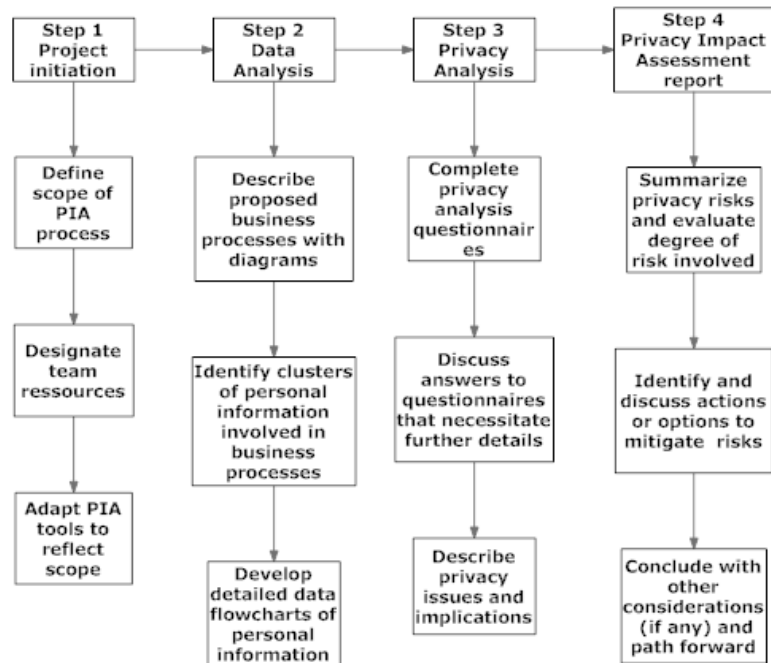 Step 1
Project
initiation
Step 2
Data
Analysis
Step 3
Privacy
Analysis
Step 4
Privacy Impact
Assessment
report
Define
scope of
PIA
process
Describe
proposed
business
processes with
diagrams
Complete
privacy
analysis
questionnair
es
Summarize
privacy risks
and evaluate
degree of
risk involved
Designate
team
ressources
Identify clusters
of personal
information
involved in
business
processes
Discuss
answers to
questionnaires
that necessitate
further details
Identify and
discuss actions
or options to
mitigate risks
Adapt PIA
tools to
reflect
scope
Develop
detailed data
flowcharts of
personal
information
Describe
privacy
issues and
implications
Conclude with
other
considerations
(if any) and
path forward